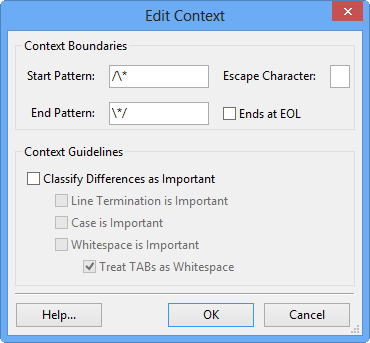 Edit Context
Context Boundaries
Start Pattern: /\* Escape Character:
End Pattern: \*/ Ends at EOL
Context Guidelines
Classify Differences as Important
Line Termination is Important
Case is Important
Whitespace is Important
Treat TABs as Whitespace
Help... OK Cancel